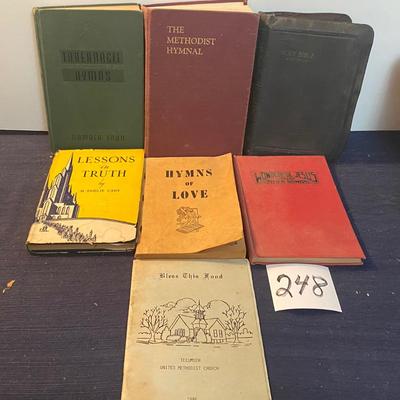 TABERNACLE
HYMNS
NUMBER FOUR
THE
METHODIST
HYMNAL
HOLY BIBLE
LESSONS
in
TRUTH
by
H. EMILIE CADY
HYMNS
OF
LOVE
WONDERFUL JESUS
248
Bless This Food
TECUMSEH
UNITED METHODIST CHURCH